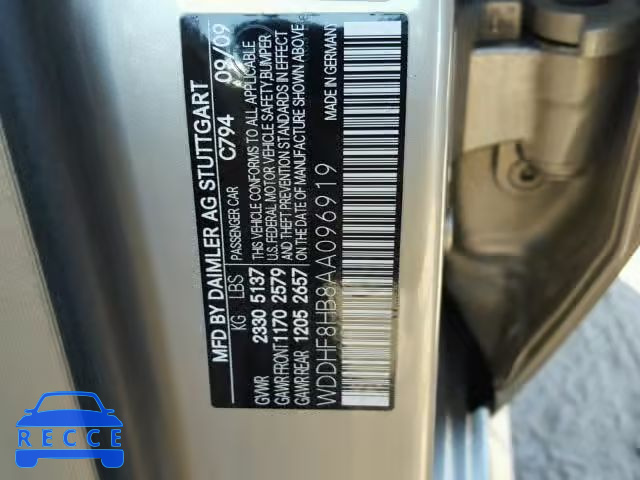 MFD BY DAIMLER AG STUTTGART 09/09
PASSENGER CAR C794
KG LBS
GVWR 2330 5137
GAWR FRONT 1170 2579
GAWR REAR 1205 2657
THIS VEHICLE CONFORMS TO ALL APPLICABLE
U.S. FEDERAL MOTOR VEHICLE SAFETY/BUMPER
AND THEFT PREVENTION STANDARDS IN EFFECT
ON THE DATE OF MANUFACTURE SHOWN ABOVE
WDDHF8HB8AA096919
MADE IN GERMANY
RECCE